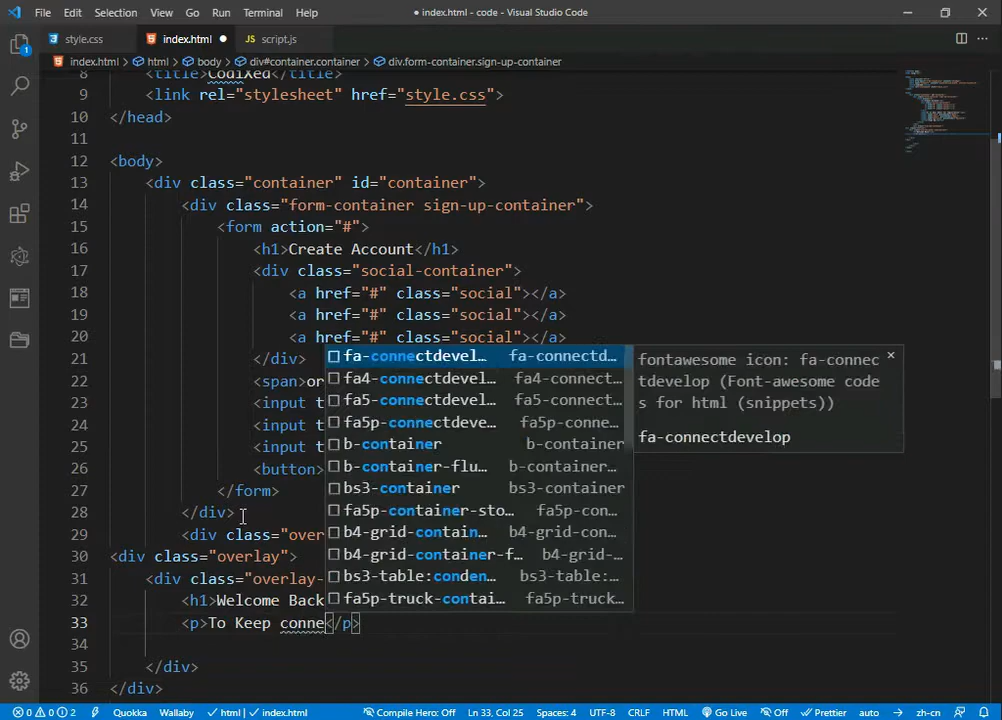 File Edit Selection View Go Run Terminal Help ● index.html - code - Visual Studio Code
style.css index.html ● JS script.js
index.html > html > body > div#container.container > div.form-container.sign-up-container
8 <title>CodiXed</title>
9 <link rel="stylesheet" href="style.css">
10 </head>
11
12 <body>
13 <div class="container" id="container">
14 <div class="form-container sign-up-container">
15 <form action="#">
16 <h1>Create Account</h1>
17 <div class="social-container">
18 <a href="#" class="social"></a>
19 <a href="#" class="social"></a>
20 <a href="#" class="social"></a>
21 </div>
22 <span>or
23 <input t
24 <input t
25 <input t
26 <button>
27 </form>
28 </div>
29 <div class="over
30 <div class="overlay">
31 <div class="overlay-
32 <h1>Welcome Back
33 <p>To Keep conne</p>
34
35 </div>
36 </div>
fa-connectdevel… fa-connectd…
fa4-connectdevel… fa4-connect…
fa5-connectdevel… fa5-connect…
fa5p-connectdeve… fa5p-conne…
b-container b-container
b-container-flu… b-container…
bs3-container bs3-container
fa5p-container-sto… fa5p-con…
b4-grid-contain… b4-grid-con…
b4-grid-container-f… b4-grid-…
bs3-table:conden… bs3-table:…
fa5p-truck-contai… fa5p-truck…
fontawesome icon: fa-connec
tdevelop (Font-awesome code
s for html (snippets))
fa-connectdevelop
1
0 0 2 Quokka Wallaby html index.html Compile Hero: Off Ln 33, Col 25 Spaces: 4 UTF-8 CRLF HTML Go Live Off Prettier auto zh-cn